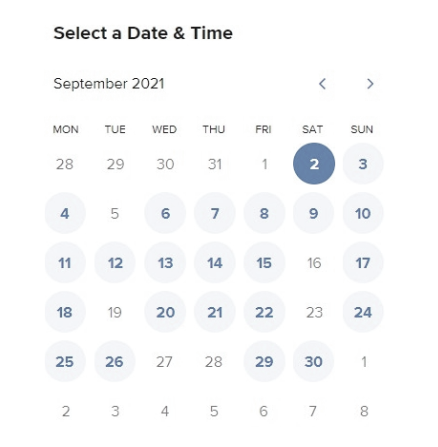 Select a Date & Time
September 2021
MON TUE WED THU FRI SAT SUN
28 29 30 31 1 2 3
4 5 6 7 8 9 10
11 12 13 14 15 16 17
18 19 20 21 22 23 24
25 26 27 28 29 30 1
2 3 4 5 6 7 8